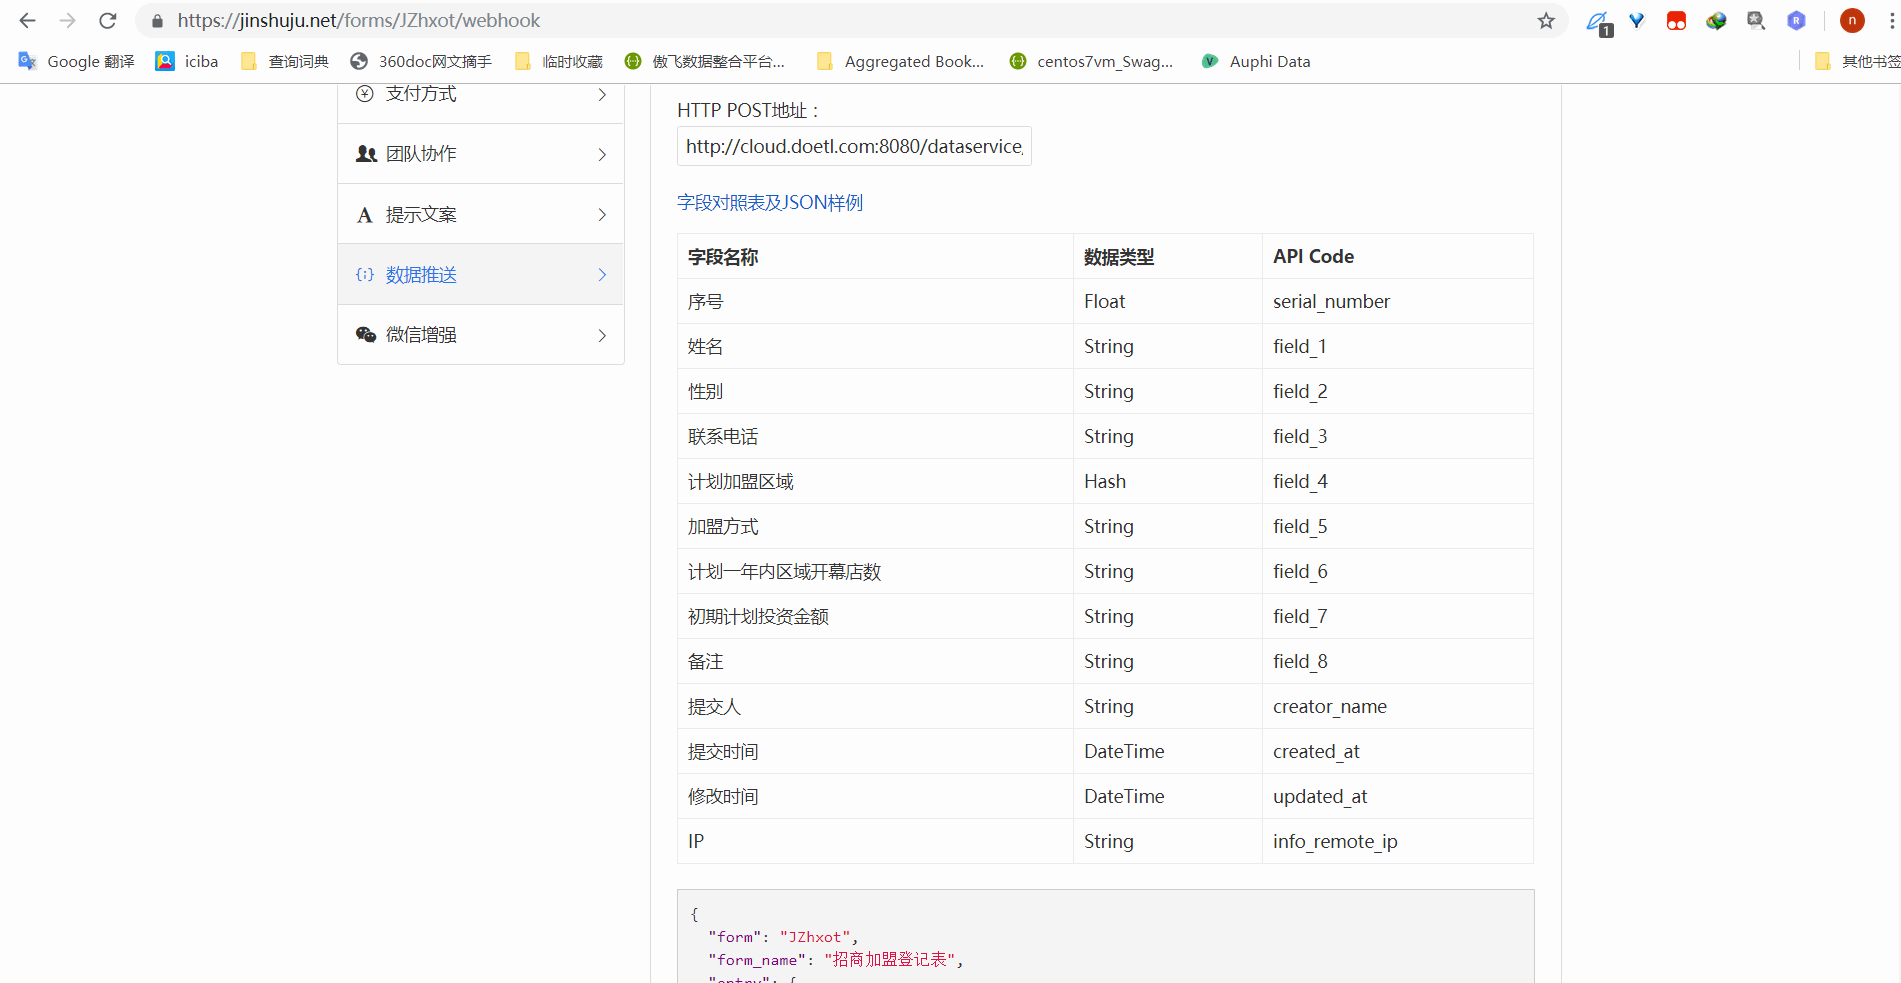 https://jinshuju.net/forms/JZhxot/webhook
1
n
Google 翻译
iciba
查询词典
360doc网文摘手
临时收藏
傲飞数据整合平台...
Aggregated Book...
centos7vm_Swag...
Auphi Data
其他书签
支付方式
团队协作
提示文案
数据推送
微信增强
HTTP POST地址：
http://cloud.doetl.com:8080/dataservice/
字段对照表及JSON样例
字段名称 数据类型 API Code
序号 Float serial_number
姓名 String field_1
性别 String field_2
联系电话 String field_3
计划加盟区域 Hash field_4
加盟方式 String field_5
计划一年内区域开幕店数 String field_6
初期计划投资金额 String field_7
备注 String field_8
提交人 String creator_name
提交时间 DateTime created_at
修改时间 DateTime updated_at
IP String info_remote_ip
{
"form": "JZhxot",
"form_name": "招商加盟登记表",
"entry": {